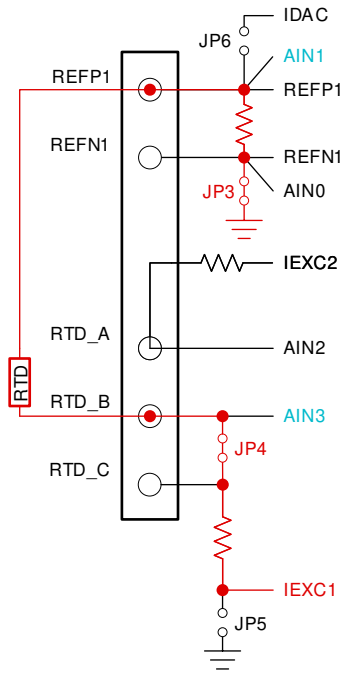 IDAC
JP6
AIN1
REFP1
REFP1
REFN1
REFN1
JP3
AIN0
IEXC2
RTD_A
AIN2
RTD
RTD_B
AIN3
JP4
RTD_C
IEXC1
JP5